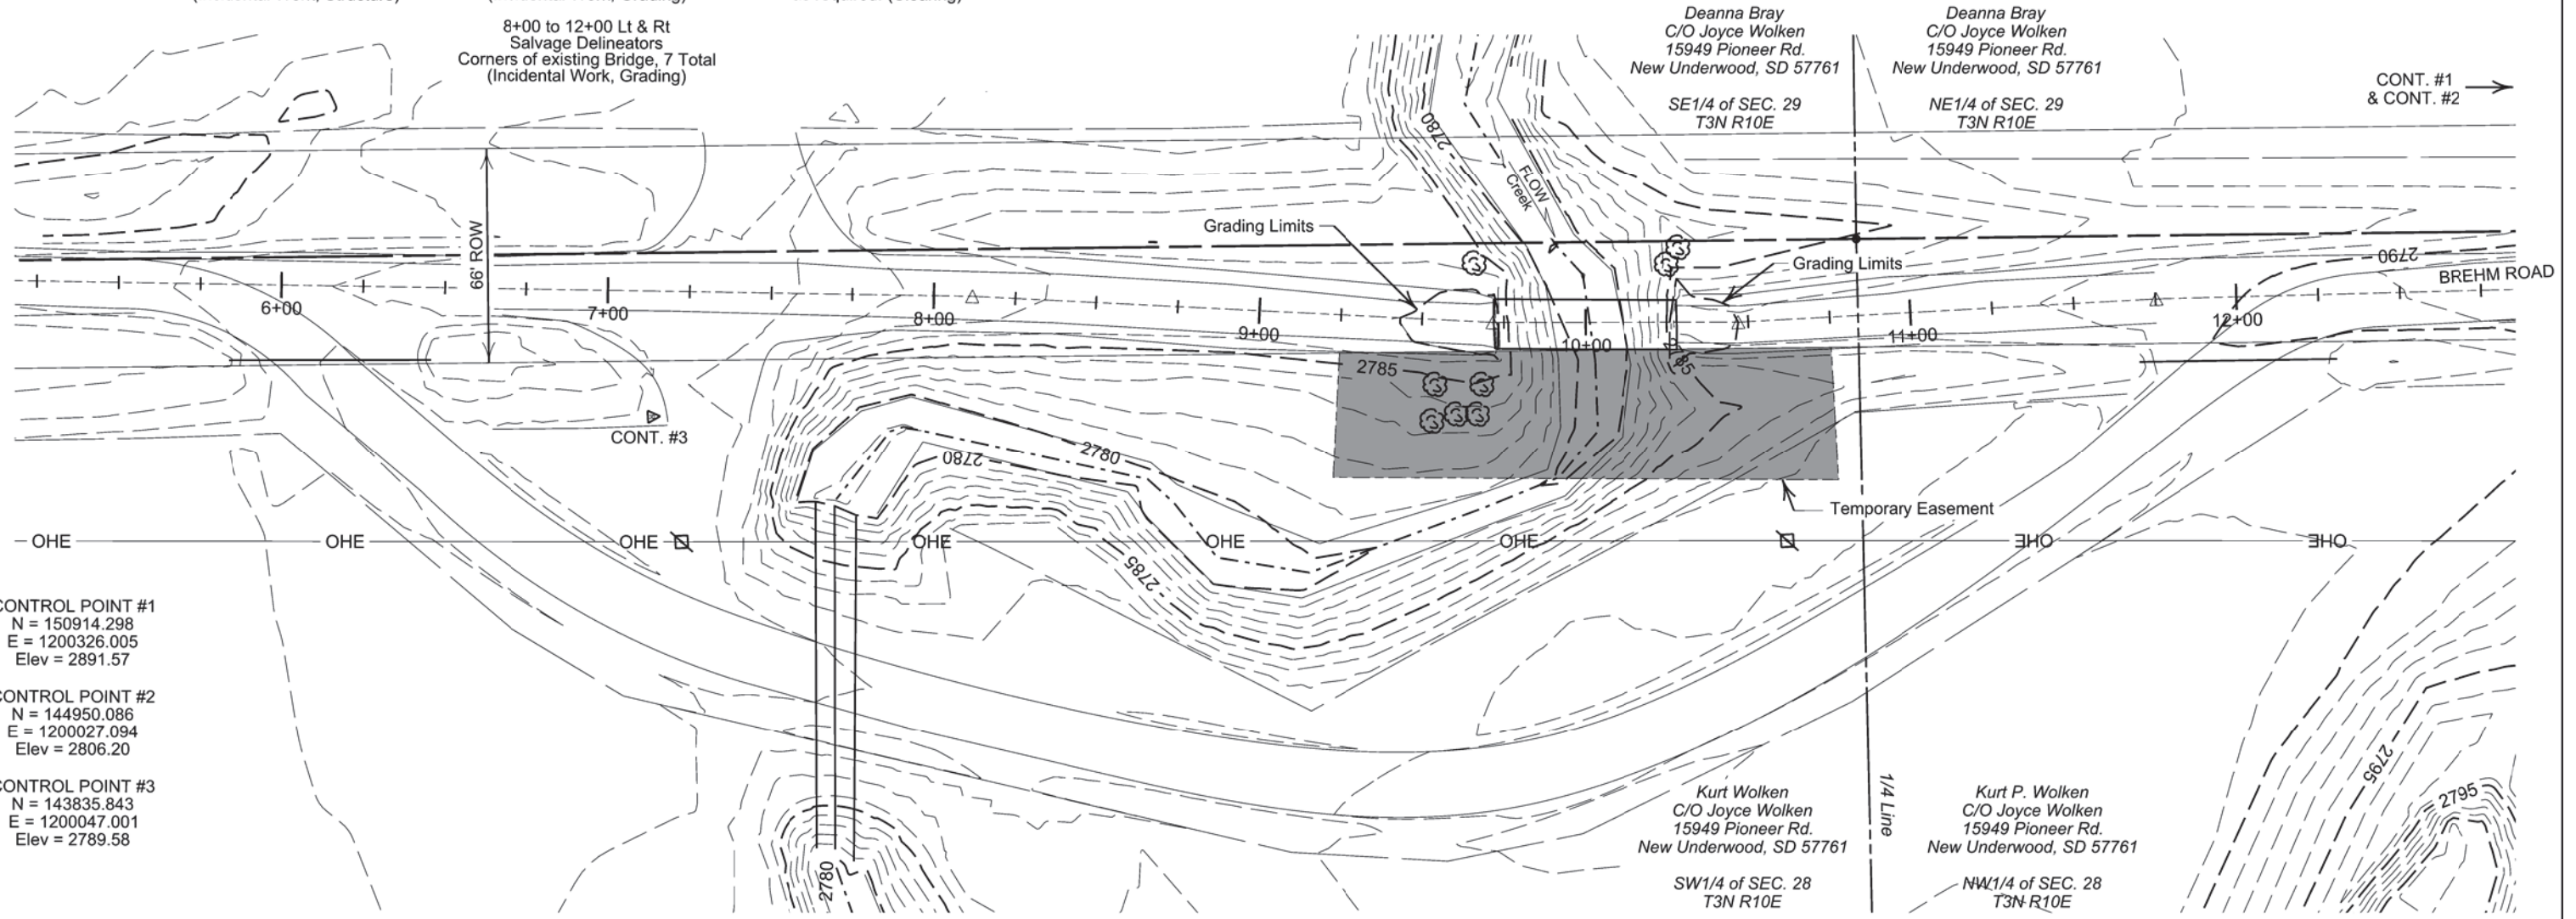 8+00 to 12+00 Lt & Rt
Salvage Delineators
Corners of existing Bridge, 7 Total
(Incidental Work, Grading)
Deanna Bray
C/O Joyce Wolken
15949 Pioneer Rd.
New Underwood, SD 57761
SE1/4 of SEC. 29
T3N R10E
Deanna Bray
C/O Joyce Wolken
15949 Pioneer Rd.
New Underwood, SD 57761
NE1/4 of SEC. 29
T3N R10E
CONT. #1
& CONT. #2
2780
FLOW
Creek
66' ROW
Grading Limits
Grading Limits
2790
BREHM ROAD
6+00
7+00
8+00
9+00
10+00
11+00
12+00
2785
CONT. #3
2780
2780
Temporary Easement
OHE
OHE
OHE
OHE
OHE
OHE
OHE
OHE
2785
CONTROL POINT #1
N = 150914.298
E = 1200326.005
Elev = 2891.57
CONTROL POINT #2
N = 144950.086
E = 1200027.094
Elev = 2806.20
CONTROL POINT #3
N = 143835.843
E = 1200047.001
Elev = 2789.58
2780
Kurt Wolken
C/O Joyce Wolken
15949 Pioneer Rd.
New Underwood, SD 57761
SW1/4 of SEC. 28
T3N R10E
1/4 Line
Kurt P. Wolken
C/O Joyce Wolken
15949 Pioneer Rd.
New Underwood, SD 57761
NW1/4 of SEC. 28
T3N R10E
2795
2795